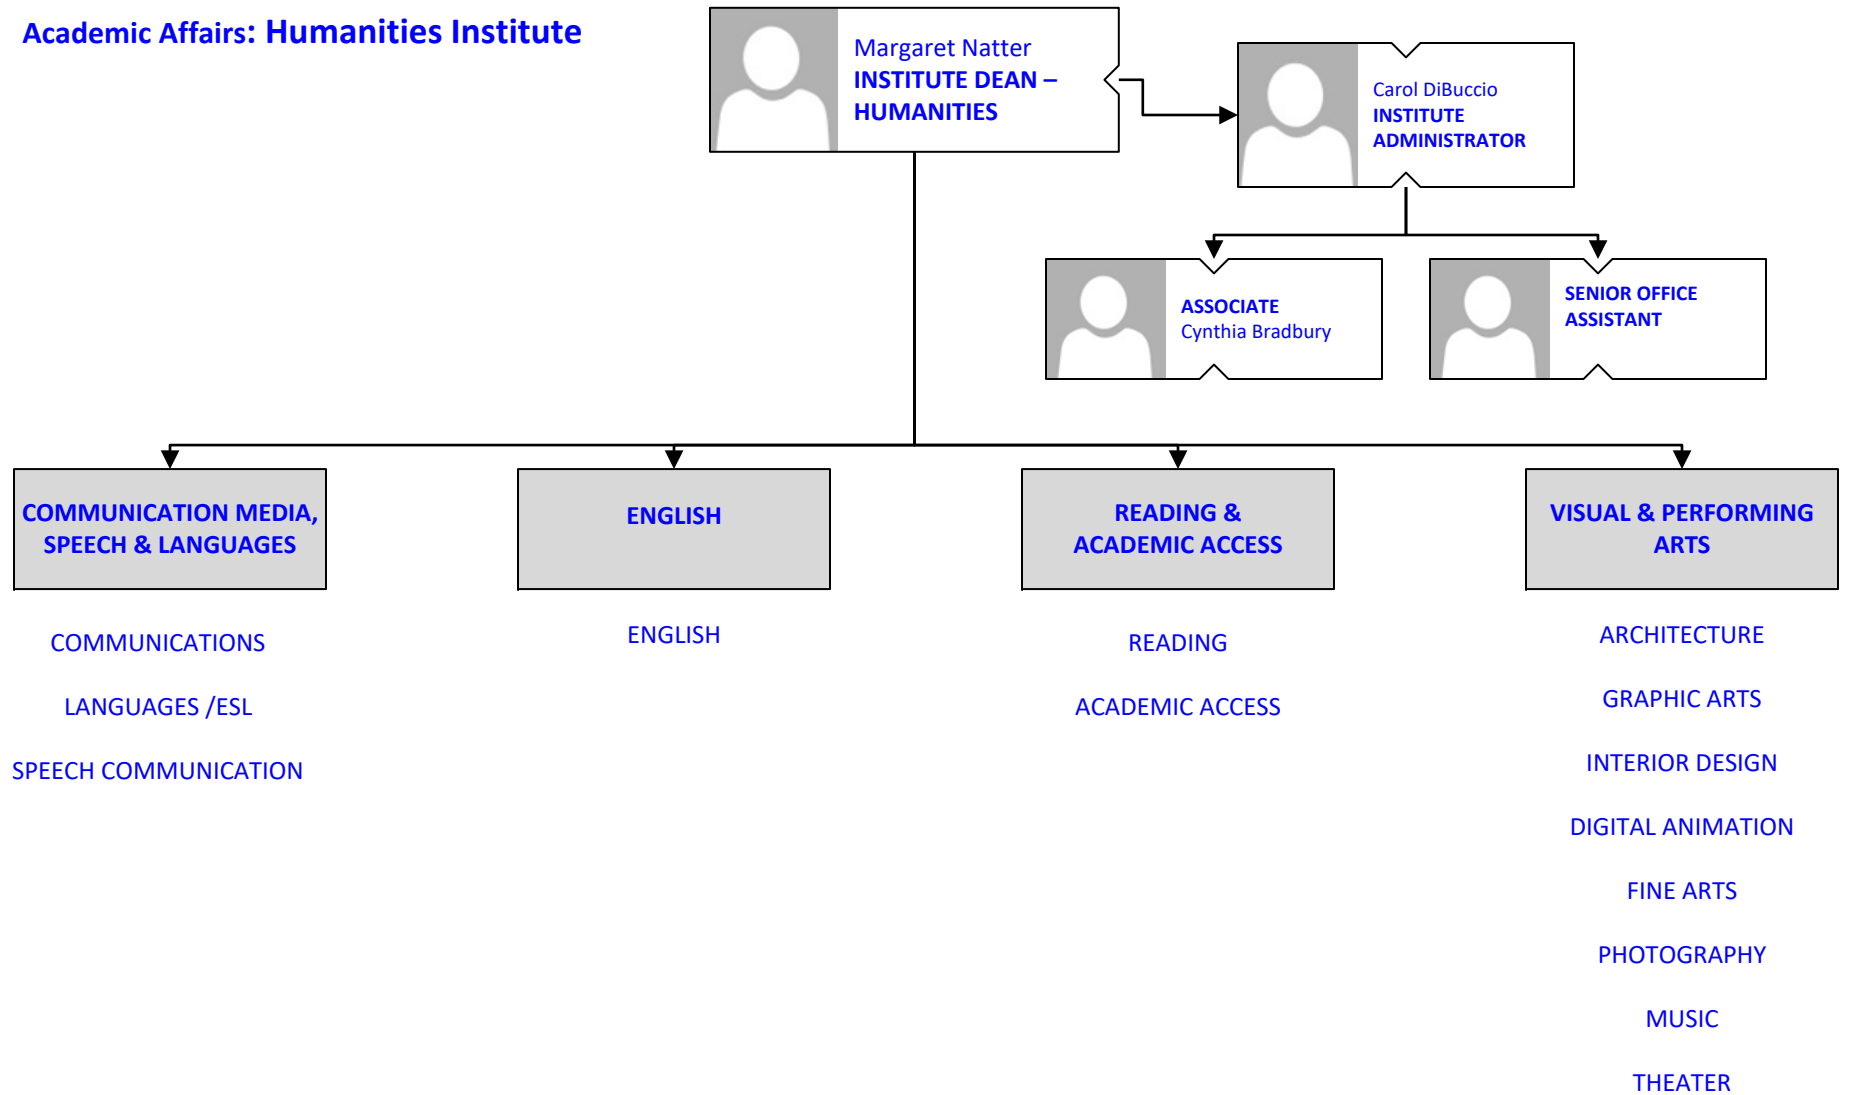 Academic Affairs: Humanities Institute
Margaret Natter
INSTITUTE DEAN –
HUMANITIES
Carol DiBuccio
INSTITUTE
ADMINISTRATOR
ASSOCIATE
Cynthia Bradbury
SENIOR OFFICE
ASSISTANT
COMMUNICATION MEDIA,
SPEECH & LANGUAGES
COMMUNICATIONS
LANGUAGES /ESL
SPEECH COMMUNICATION
ENGLISH
ENGLISH
READING &
ACADEMIC ACCESS
READING
ACADEMIC ACCESS
VISUAL & PERFORMING
ARTS
ARCHITECTURE
GRAPHIC ARTS
INTERIOR DESIGN
DIGITAL ANIMATION
FINE ARTS
PHOTOGRAPHY
MUSIC
THEATER